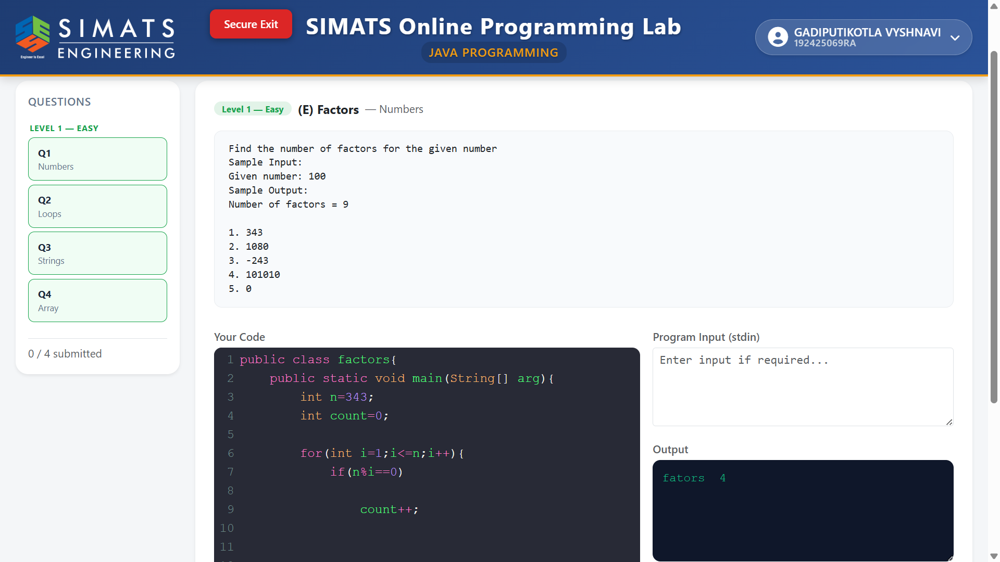 SIMATS
ENGINEERING
Engineer to Excel
Secure Exit
SIMATS Online Programming Lab
JAVA PROGRAMMING
GADIPUTIKOTLA VYSHNAVI
192425069RA
QUESTIONS
LEVEL 1 — EASY
Q1
Numbers
Q2
Loops
Q3
Strings
Q4
Array
0 / 4 submitted
Level 1 — Easy (E) Factors — Numbers
Find the number of factors for the given number
Sample Input:
Given number: 100
Sample Output:
Number of factors = 9
1. 343
2. 1080
3. -243
4. 101010
5. 0
Your Code
1 public class factors{
2 public static void main(String[] arg){
3 int n=343;
4 int count=0;
5
6 for(int i=1;i<=n;i++){
7 if(n%i==0)
8
9 count++;
10
11
Program Input (stdin)
Enter input if required...
Output
fators 4